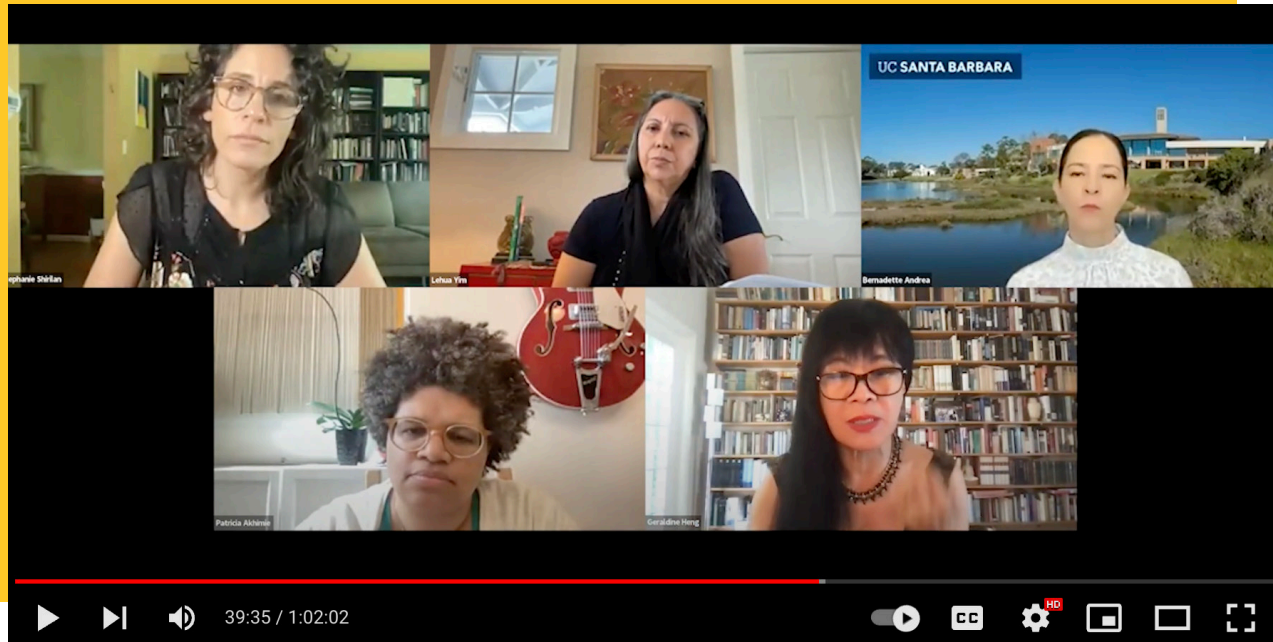 UC SANTA BARBARA
ephanie Shirilan
Lehua Yim
Bernadette Andrea
Patricia Akhimie
Geraldine Heng
39:35 / 1:02:02
CC
HD